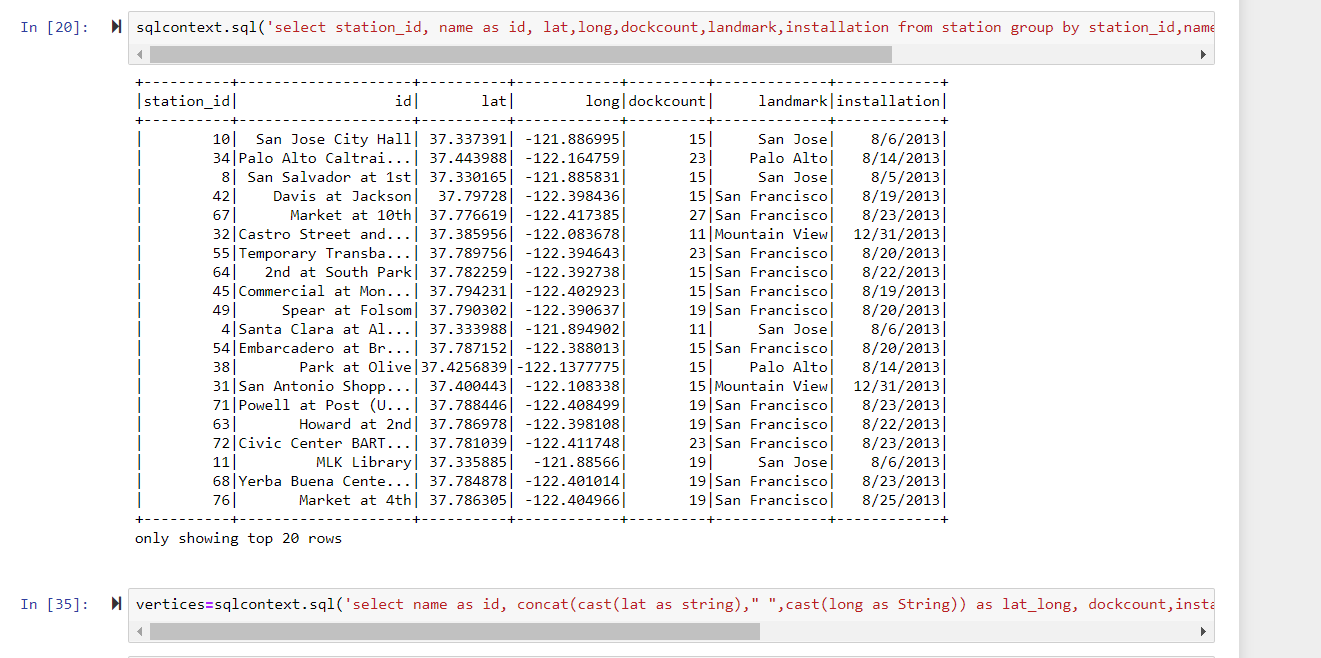 In [20]: sqlcontext.sql('select station_id, name as id, lat,long,dockcount,landmark,installation from station group by station_id,name
+----------+--------------------+----------+------------+---------+-------------+------------+
|station_id|                  id|       lat|        long|dockcount|     landmark|installation|
+----------+--------------------+----------+------------+---------+-------------+------------+
|        10|  San Jose City Hall| 37.337391| -121.886995|       15|     San Jose|    8/6/2013|
|        34|Palo Alto Caltrai...| 37.443988| -122.164759|       23|    Palo Alto|   8/14/2013|
|         8| San Salvador at 1st| 37.330165| -121.885831|       15|     San Jose|    8/5/2013|
|        42|    Davis at Jackson|  37.79728| -122.398436|       15|San Francisco|   8/19/2013|
|        67|      Market at 10th| 37.776619| -122.417385|       27|San Francisco|   8/23/2013|
|        32|Castro Street and...| 37.385956| -122.083678|       11|Mountain View|  12/31/2013|
|        55|Temporary Transba...| 37.789756| -122.394643|       23|San Francisco|   8/20/2013|
|        64|   2nd at South Park| 37.782259| -122.392738|       15|San Francisco|   8/22/2013|
|        45|Commercial at Mon...| 37.794231| -122.402923|       15|San Francisco|   8/19/2013|
|        49|     Spear at Folsom| 37.790302| -122.390637|       19|San Francisco|   8/20/2013|
|         4|Santa Clara at Al...| 37.333988| -121.894902|       11|     San Jose|    8/6/2013|
|        54|Embarcadero at Br...| 37.787152| -122.388013|       15|San Francisco|   8/20/2013|
|        38|       Park at Olive|37.4256839|-122.1377775|       15|    Palo Alto|   8/14/2013|
|        31|San Antonio Shopp...| 37.400443| -122.108338|       15|Mountain View|  12/31/2013|
|        71|Powell at Post (U...| 37.788446| -122.408499|       19|San Francisco|   8/23/2013|
|        63|       Howard at 2nd| 37.786978| -122.398108|       19|San Francisco|   8/22/2013|
|        72|Civic Center BART...| 37.781039| -122.411748|       23|San Francisco|   8/23/2013|
|        11|         MLK Library| 37.335885|  -121.88566|       19|     San Jose|    8/6/2013|
|        68|Yerba Buena Cente...| 37.784878| -122.401014|       19|San Francisco|   8/23/2013|
|        76|       Market at 4th| 37.786305| -122.404966|       19|San Francisco|   8/25/2013|
+----------+--------------------+----------+------------+---------+-------------+------------+
only showing top 20 rows
In [35]: vertices=sqlcontext.sql('select name as id, concat(cast(lat as string)," ",cast(long as String)) as lat_long, dockcount,insta